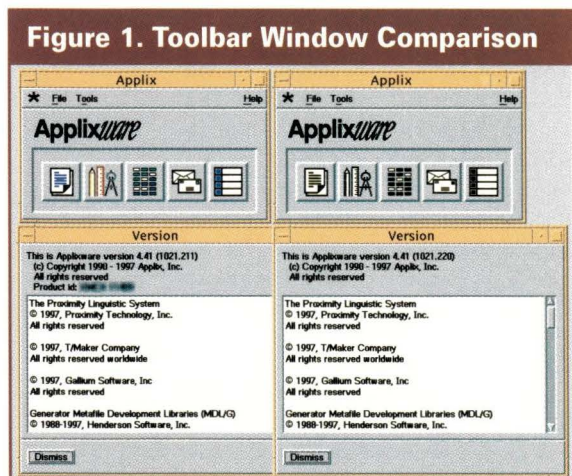 Figure 1. Toolbar Window Comparison
Applix
File Tools Help
Applixware
Version
This is Applixware version 4.41 (1021.211)
(c) Copyright 1990 - 1997 Applix, Inc.
All rights reserved
Product id:
The Proximity Linguistic System
© 1997, Proximity Technology, Inc.
All rights reserved
© 1997, T/Maker Company
All rights reserved worldwide
© 1997, Gallium Software, Inc
All rights reserved
Generator Metafile Development Libraries (MDL/G)
© 1988-1997, Henderson Software, Inc.
Dismiss
Applix
File Tools Help
Applixware
Version
This is Applixware version 4.41 (1021.220)
(c) Copyright 1990 - 1997 Applix, Inc.
All rights reserved
The Proximity Linguistic System
© 1997, Proximity Technology, Inc.
All rights reserved
© 1997, T/Maker Company
All rights reserved worldwide
© 1997, Gallium Software, Inc
All rights reserved
Generator Metafile Development Libraries (MDL/G)
© 1988-1997, Henderson Software, Inc.
Dismiss